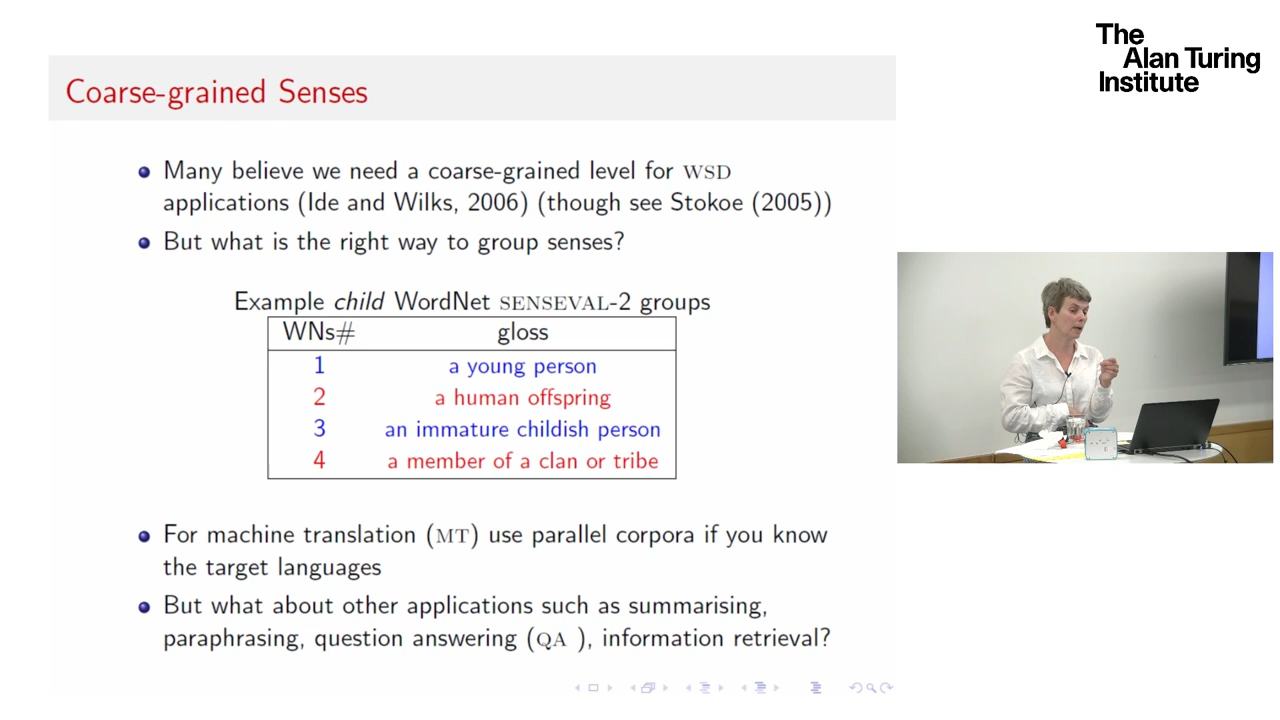 The
Alan Turing
Institute
Coarse-grained Senses
Many believe we need a coarse-grained level for WSD
applications (Ide and Wilks, 2006) (though see Stokoe (2005))
But what is the right way to group senses?
Example child WordNet SENSEVAL-2 groups
WNs# gloss
1 a young person
2 a human offspring
3 an immature childish person
4 a member of a clan or tribe
For machine translation (MT) use parallel corpora if you know
the target languages
But what about other applications such as summarising,
paraphrasing, question answering (QA ), information retrieval?